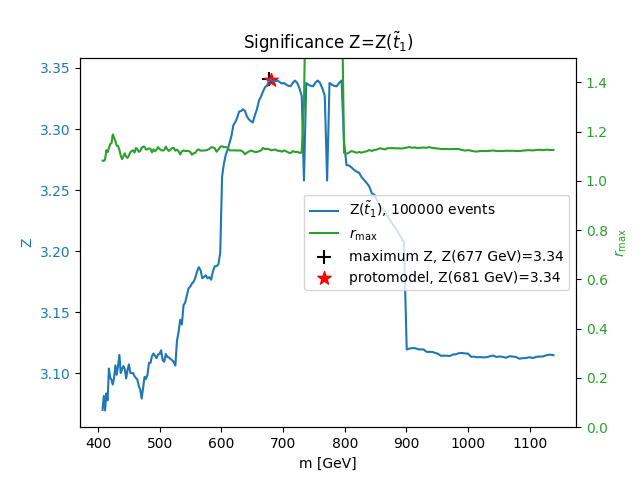 Significance Z=Z(t̃₁)
3.35
3.30
3.25
3.20
3.15
3.10
Z
1.4
1.2
1.0
0.8
0.6
0.4
0.2
0.0
r_max
Z(t̃₁), 100000 events
r_max
maximum Z, Z(677 GeV)=3.34
protomodel, Z(681 GeV)=3.34
400 500 600 700 800 900 1000 1100
m [GeV]